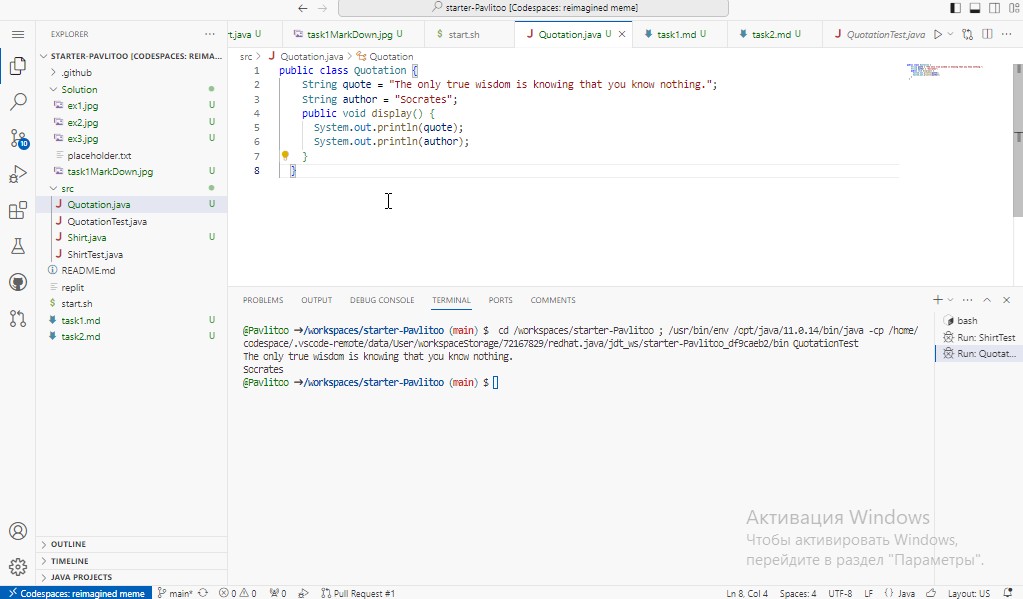 starter-Pavlitoo [Codespaces: reimagined meme]
EXPLORER
STARTER-PAVLITOO [CODESPACES: REIMA...
.github
Solution
ex1.jpg U
ex2.jpg U
ex3.jpg U
placeholder.txt
task1MarkDown.jpg U
src
Quotation.java U
QuotationTest.java
Shirt.java U
ShirtTest.java
README.md
replit
start.sh
task1.md U
task2.md U
OUTLINE
TIMELINE
JAVA PROJECTS
10
rt.java U
task1MarkDown.jpg U
start.sh
Quotation.java U
task1.md U
task2.md U
QuotationTest.java
src > Quotation.java > Quotation
1 public class Quotation {
2 String quote = "The only true wisdom is knowing that you know nothing.";
3 String author = "Socrates";
4 public void display() {
5 System.out.println(quote);
6 System.out.println(author);
7 }
8 }
PROBLEMS OUTPUT DEBUG CONSOLE TERMINAL PORTS COMMENTS
@Pavlitoo →/workspaces/starter-Pavlitoo (main) $ cd /workspaces/starter-Pavlitoo ; /usr/bin/env /opt/java/11.0.14/bin/java -cp /home/
codespace/.vscode-remote/data/User/workspaceStorage/72167829/redhat.java/jdt_ws/starter-Pavlitoo_df9caeb2/bin QuotationTest
The only true wisdom is knowing that you know nothing.
Socrates
@Pavlitoo →/workspaces/starter-Pavlitoo (main) $
bash
Run: ShirtTest
Run: Quotat...
Активация Windows
Чтобы активировать Windows,
перейдите в раздел "Параметры".
Codespaces: reimagined meme main* 0 0 0 Pull Request #1 Ln 8, Col 4 Spaces: 4 UTF-8 LF {} Java Layout: US